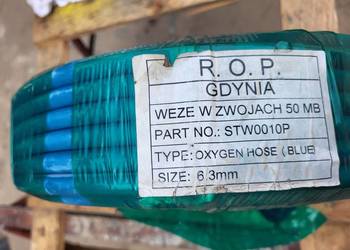 R. O. P.
GDYNIA
WEZE W ZWOJACH 50 MB
PART NO.: STW0010P
TYPE: OXYGEN HOSE ( BLUE)
SIZE: 6.3mm